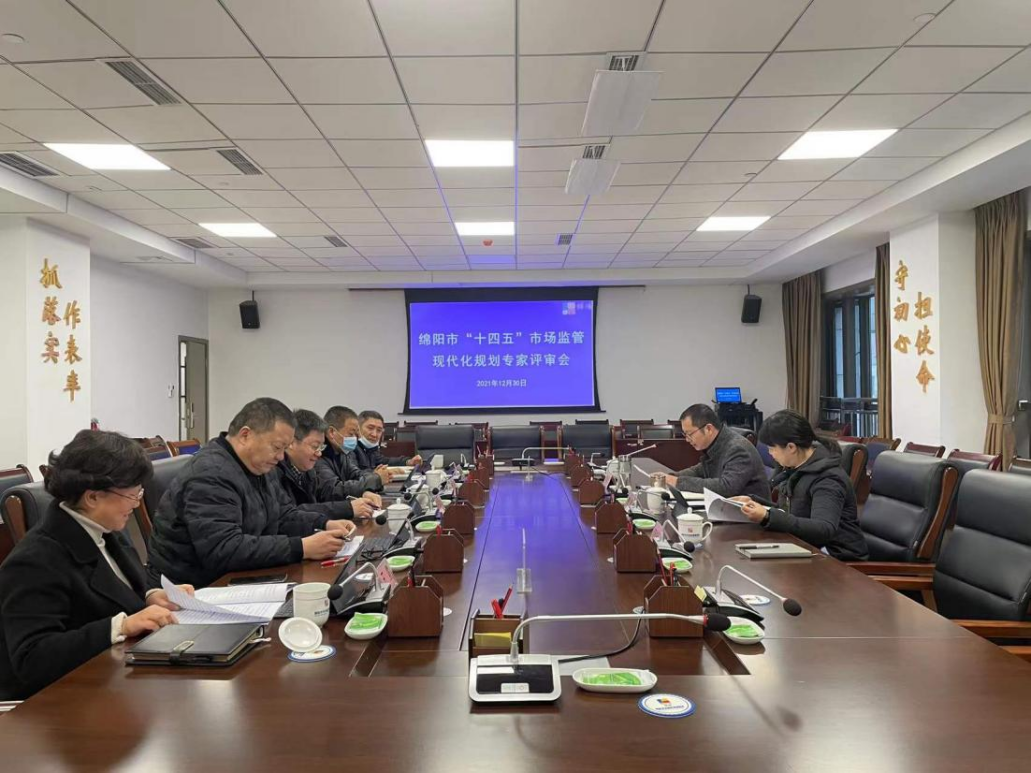 绵阳市“十四五”市场监管
现代化规划专家评审会
2021年12月30日
抓落实
作表率
守初心
担使命